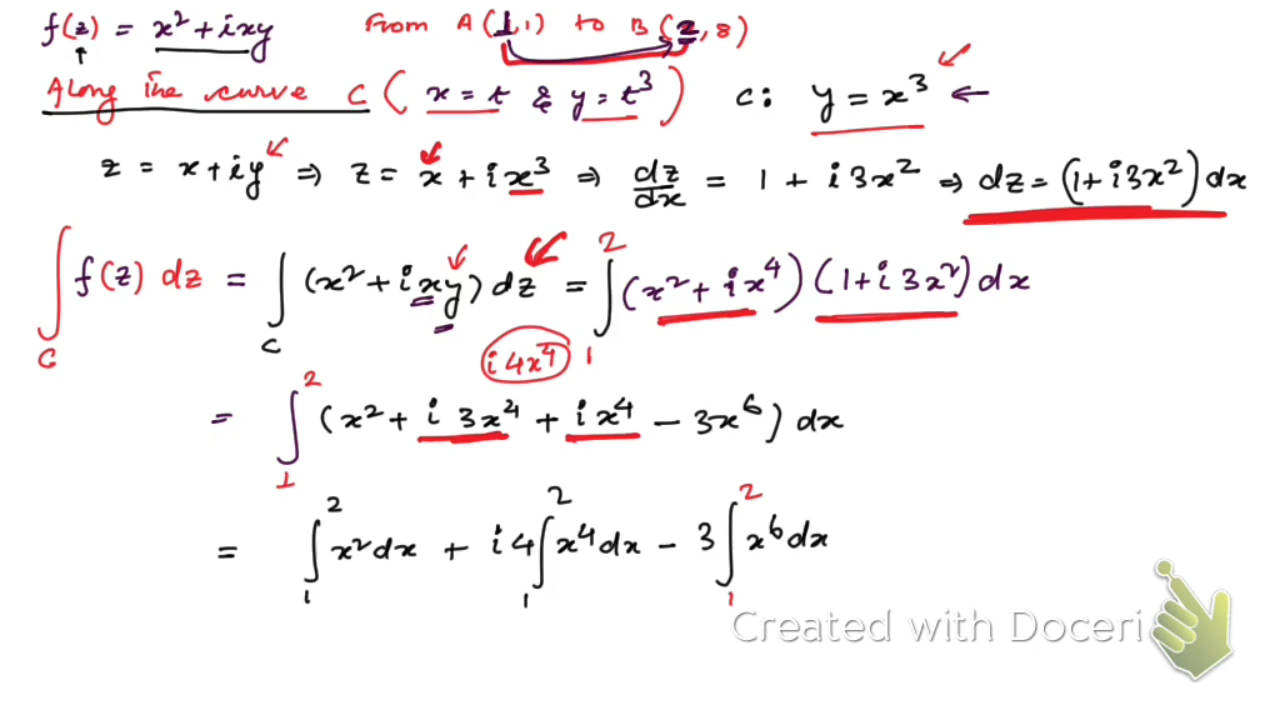 f(z) = x² + ixy From A(1,1) to B(2,8)
Along the curve C (x = t & y = t³) C: y = x³ ←
z = x + iy ⇒ z = x + ix³ ⇒ dz/dx = 1 + i3x² ⇒ dz = (1 + i3x²) dx
∫_C f(z) dz = ∫_C (x² + ixy) dz = ∫_1^2 (x² + ix⁴) (1 + i3x²) dx
i4x⁴
= ∫_1^2 (x² + i 3x⁴ + ix⁴ − 3x⁶) dx
= ∫_1^2 x² dx + i4 ∫_1^2 x⁴ dx − 3 ∫_1^2 x⁶ dx
Created with Doceri